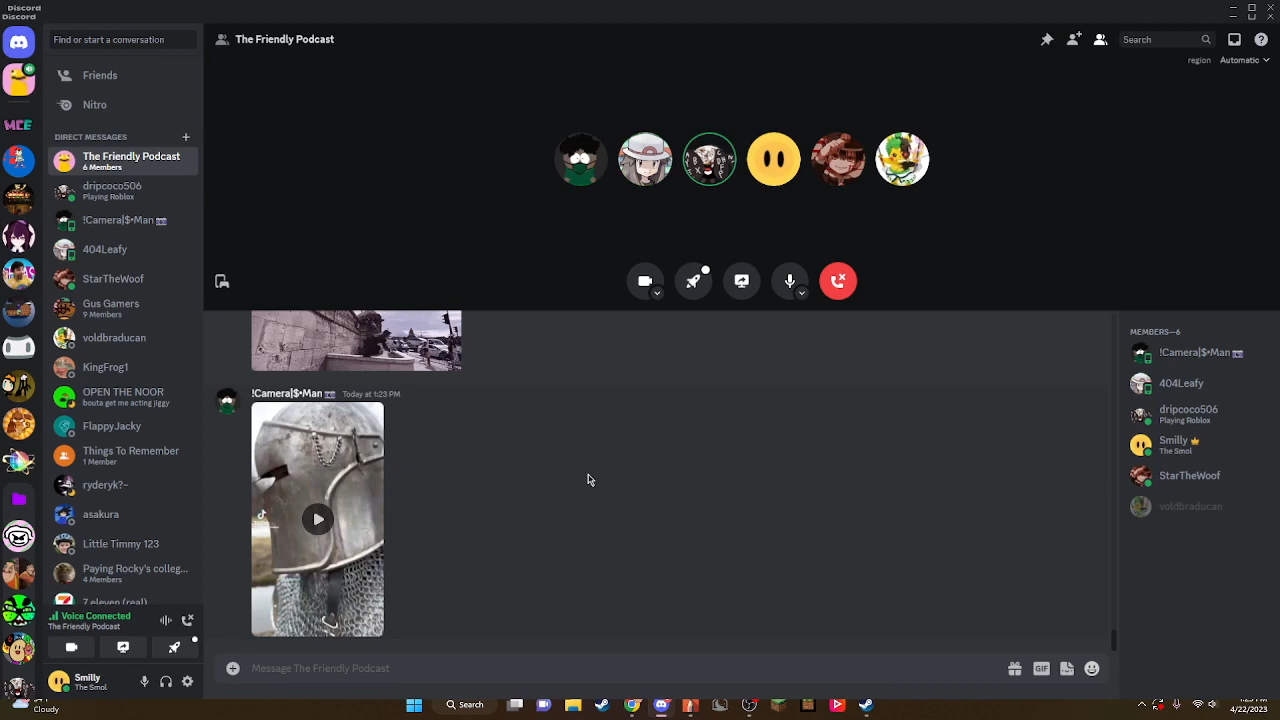 Discord
Discord
Find or start a conversation
The Friendly Podcast
Search
region
Automatic
Friends
Nitro
DIRECT MESSAGES
The Friendly Podcast
6 Members
dripcoco506
Playing Roblox
!Camera|$•Man
404Leafy
StarTheWoof
Gus Gamers
9 Members
voldbraducan
KingFrog1
OPEN THE NOOR
bouta get me acting jiggy
FlappyJacky
Things To Remember
1 Member
ryderyk?~
asakura
Little Timmy 123
Paying Rocky's colleg...
4 Members
7 eleven (real)
Voice Connected
The Friendly Podcast
Smilly
The Smol
!Camera|$•Man
Today at 1:23 PM
Message The Friendly Podcast
GIF
MEMBERS—6
!Camera|$•Man
404Leafy
dripcoco506
Playing Roblox
Smilly
The Smol
StarTheWoof
voldbraducan
MCE
Cloudy
Search
4/22/2023